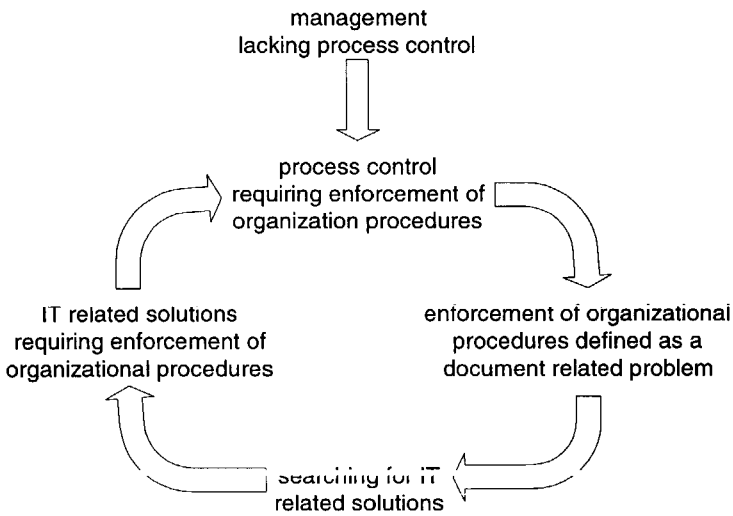 management
lacking process control
process control
requiring enforcement of
organization procedures
enforcement of organizational
procedures defined as a
document related problem
searching for IT
related solutions
IT related solutions
requiring enforcement of
organizational procedures